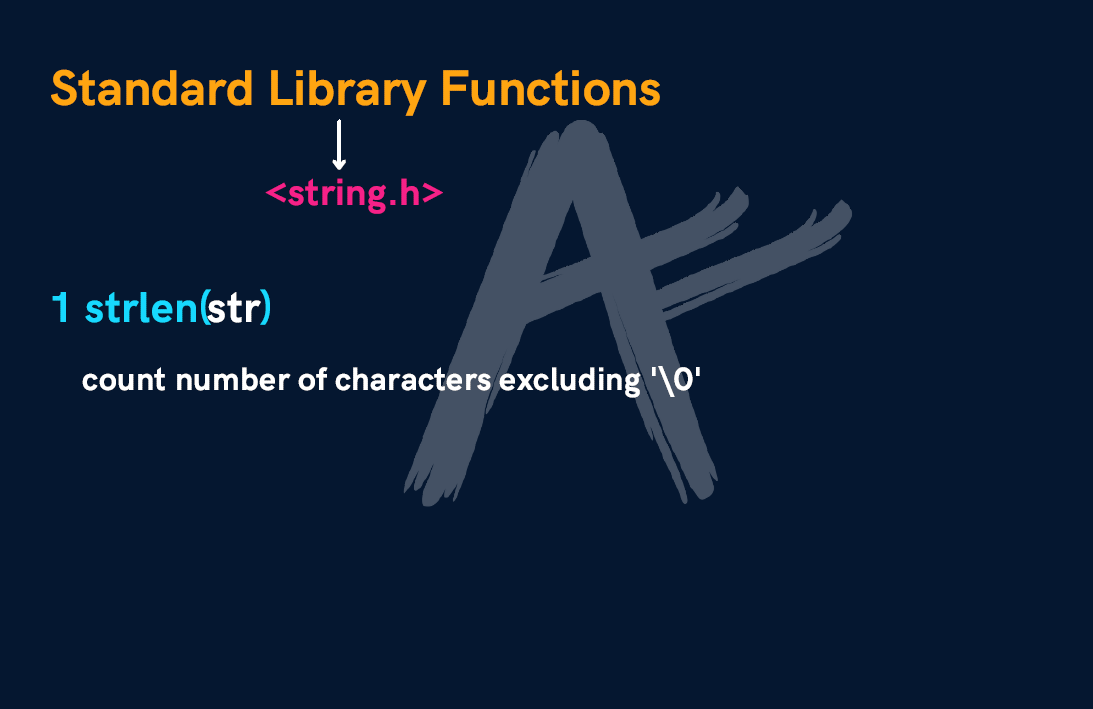 Standard Library Functions
<string.h>
1 strlen(str)
count number of characters excluding '\0'